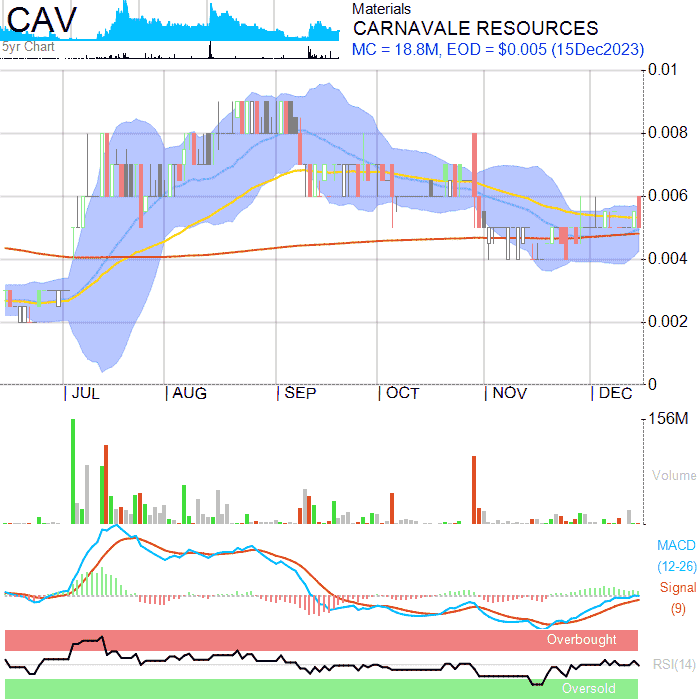 CAV
5yr Chart
Materials
CARNAVALE RESOURCES
MC = 18.8M, EOD = $0.005 (15Dec2023)
0.01
0.008
0.006
0.004
0.002
0
JUL AUG SEP OCT NOV DEC
156M
Volume
MACD
(12-26)
Signal
(9)
Overbought
RSI(14)
Oversold